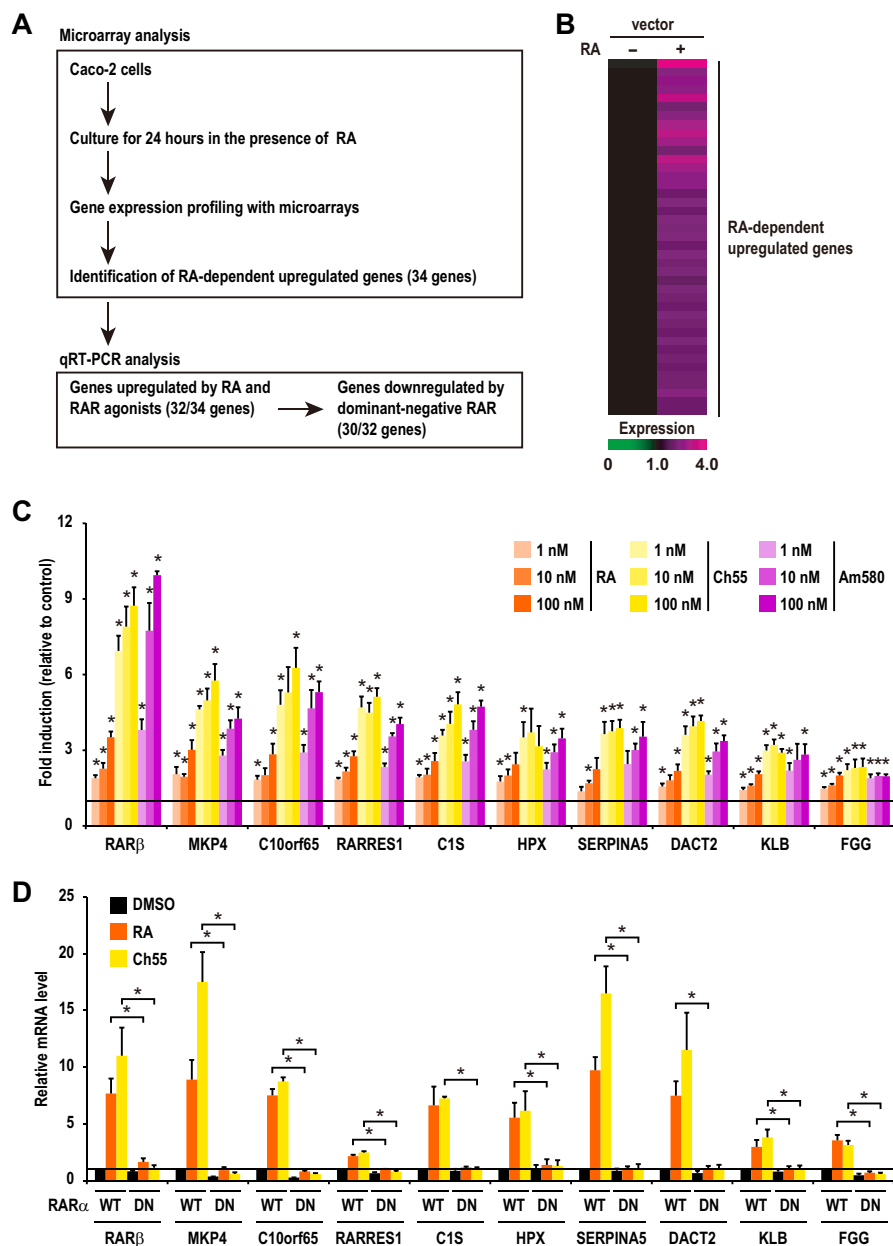 A
Microarray analysis
Caco-2 cells
Culture for 24 hours in the presence of RA
Gene expression profiling with microarrays
Identification of RA-dependent upregulated genes (34 genes)
qRT-PCR analysis
Genes upregulated by RA and
RAR agonists (32/34 genes)
Genes downregulated by
dominant-negative RAR
(30/32 genes)
B
vector
RA – +
RA-dependent
upregulated genes
Expression
0 1.0 4.0
C
Fold induction (relative to control)
12
9
6
3
0
1 nM
10 nM
100 nM
RA
1 nM
10 nM
100 nM
Ch55
1 nM
10 nM
100 nM
Am580
RARβ MKP4 C10orf65 RARRES1 C1S HPX SERPINA5 DACT2 KLB FGG
D
Relative mRNA level
25
20
15
10
5
0
DMSO
RA
Ch55
RARα WT DN WT DN WT DN WT DN WT DN WT DN WT DN WT DN WT DN WT DN
RARβ MKP4 C10orf65 RARRES1 C1S HPX SERPINA5 DACT2 KLB FGG